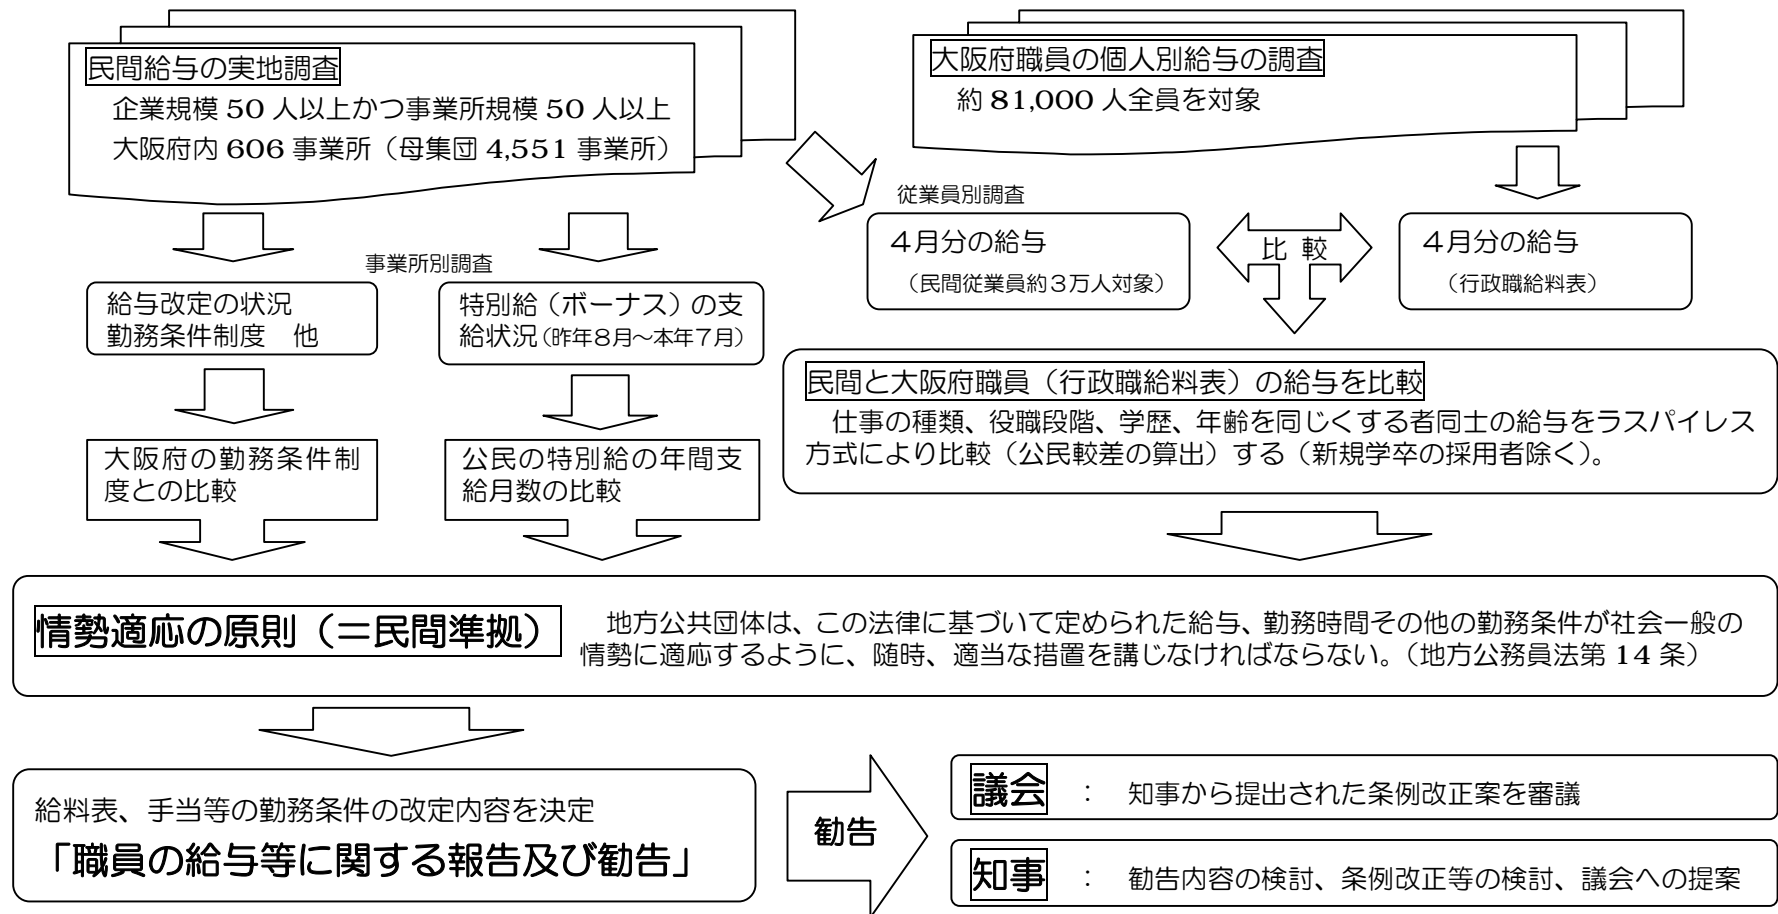 民間給与の実地調査
企業規模 50 人以上かつ事業所規模 50 人以上
大阪府内 606 事業所（母集団 4,551 事業所）
大阪府職員の個人別給与の調査
約 81,000 人全員を対象
従業員別調査
４月分の給与
（民間従業員約３万人対象）
比 較
４月分の給与
（行政職給料表）
事業所別調査
給与改定の状況
勤務条件制度　他
特別給（ボーナス）の支
給状況（昨年８月～本年７月）
民間と大阪府職員（行政職給料表）の給与を比較
仕事の種類、役職段階、学歴、年齢を同じくする者同士の給与をラスパイレス
方式により比較（公民較差の算出）する（新規学卒の採用者除く）。
大阪府の勤務条件制
度との比較
公民の特別給の年間支
給月数の比較
情勢適応の原則（＝民間準拠）
地方公共団体は、この法律に基づいて定められた給与、勤務時間その他の勤務条件が社会一般の
情勢に適応するように、随時、適当な措置を講じなければならない。（地方公務員法第 14 条）
給料表、手当等の勤務条件の改定内容を決定
「職員の給与等に関する報告及び勧告」
勧告
議会　：　知事から提出された条例改正案を審議
知事　：　勧告内容の検討、条例改正等の検討、議会への提案